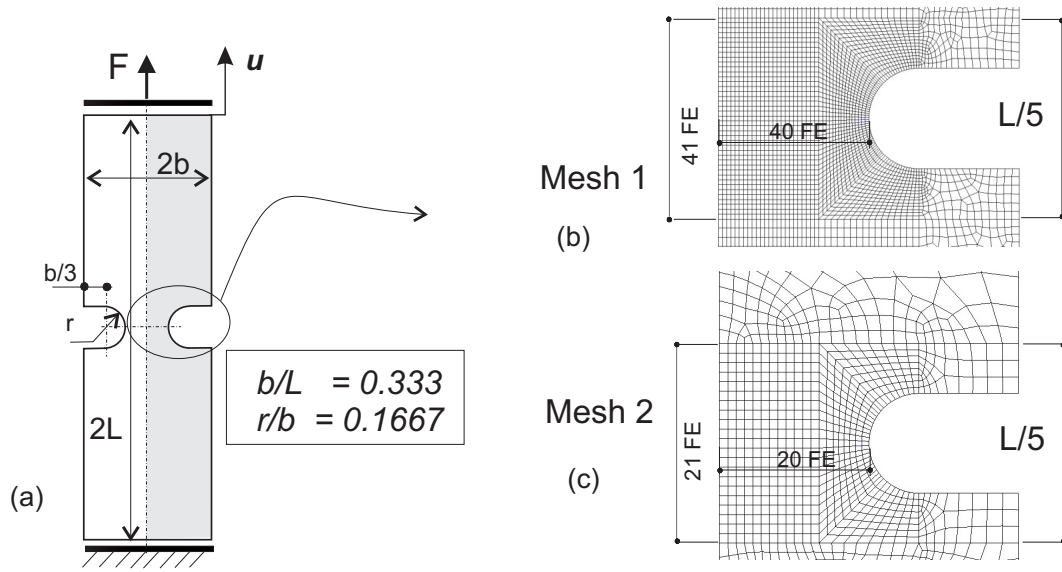 F
u
2b
b/3
r
2L
b/L = 0.333
r/b = 0.1667
(a)
Mesh 1
(b)
41 FE
40 FE
L/5
Mesh 2
(c)
21 FE
20 FE
L/5